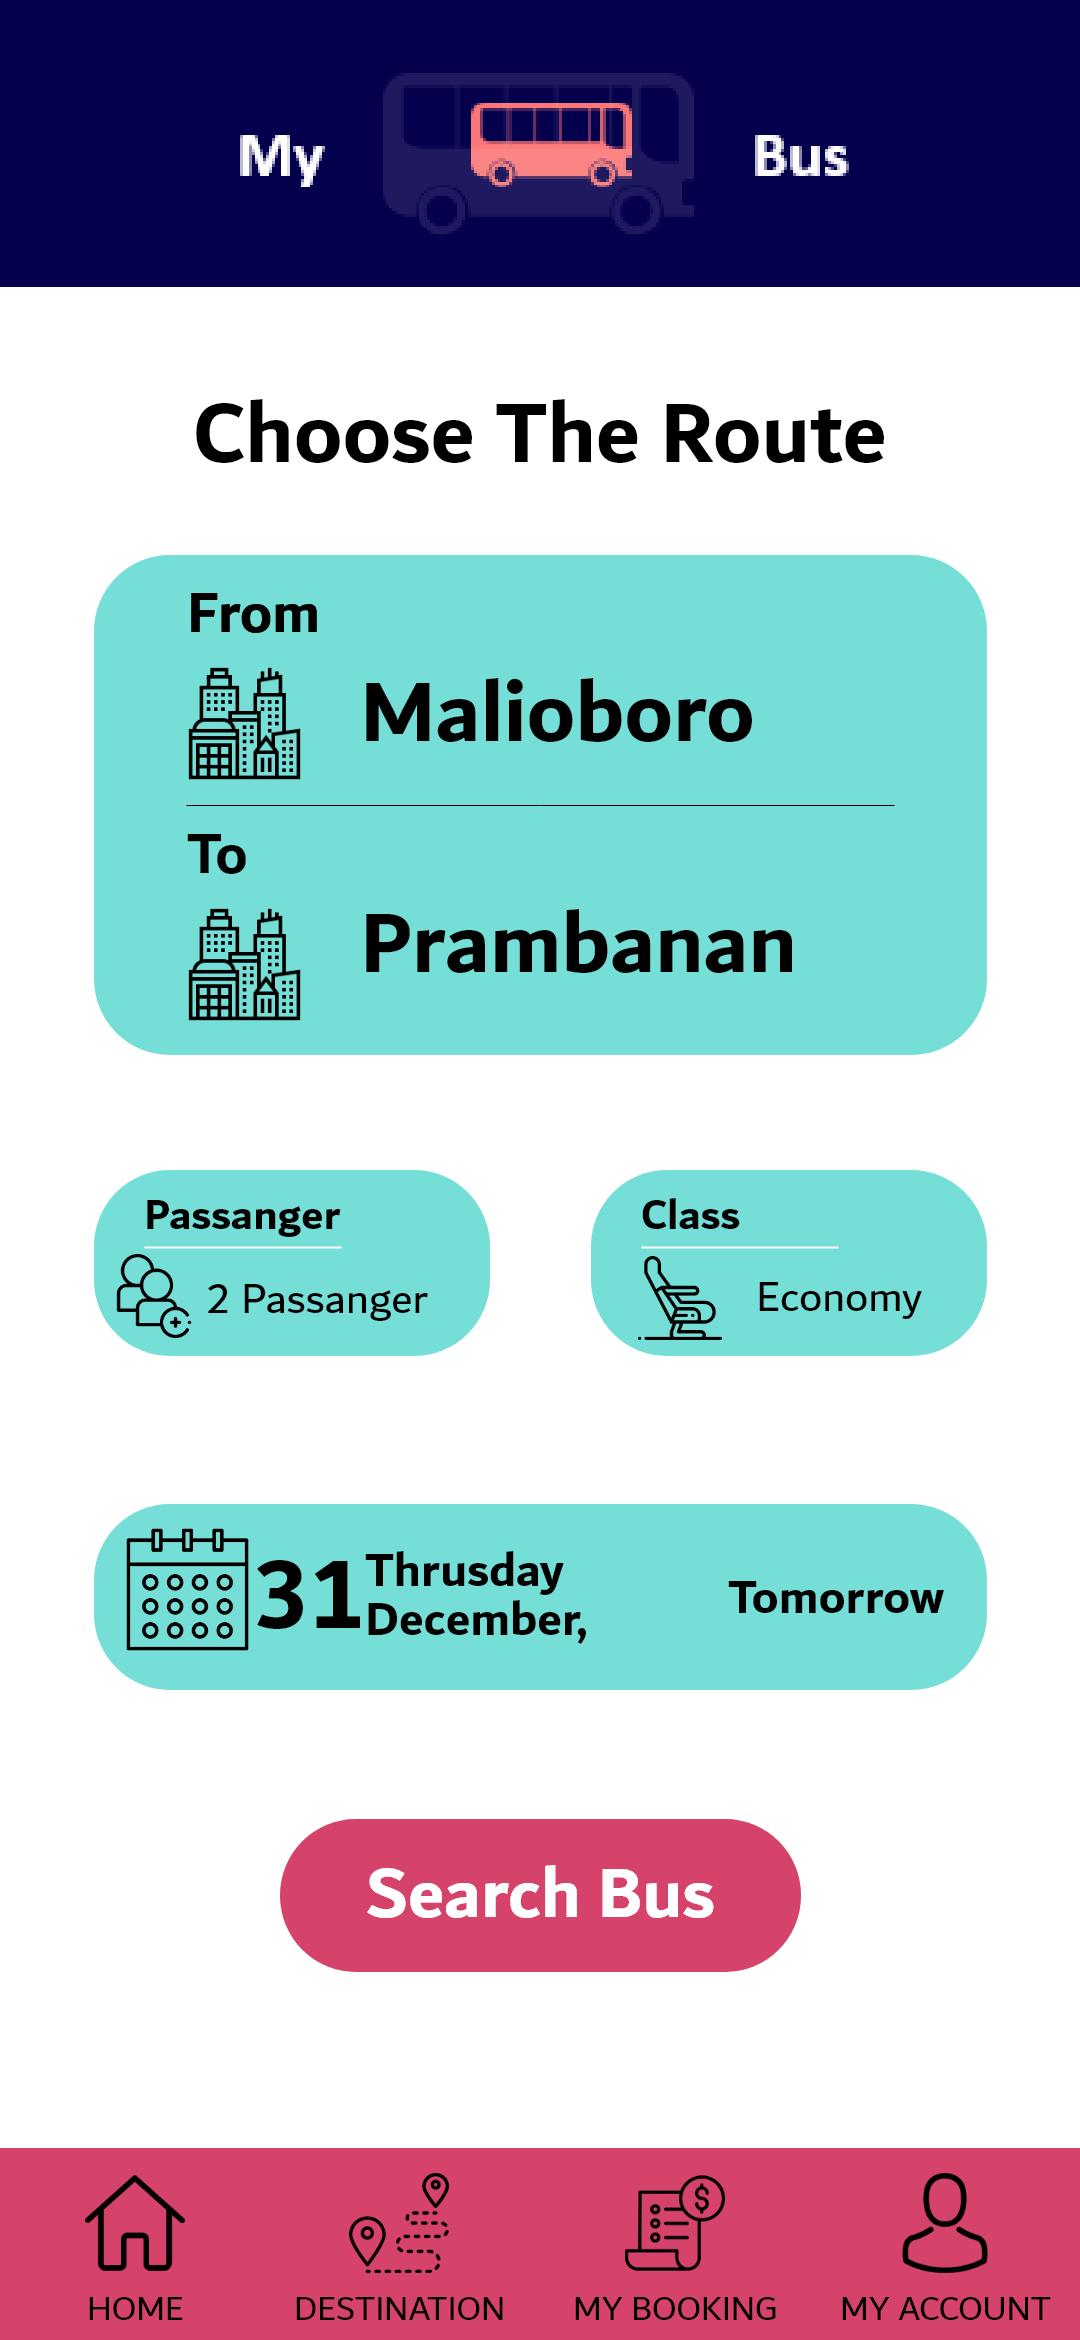 My Bus
Choose The Route
From
Malioboro
To
Prambanan
Passanger
2 Passanger
Class
Economy
31
Thrusday
December,
Tomorrow
Search Bus
HOME
DESTINATION
MY BOOKING
MY ACCOUNT